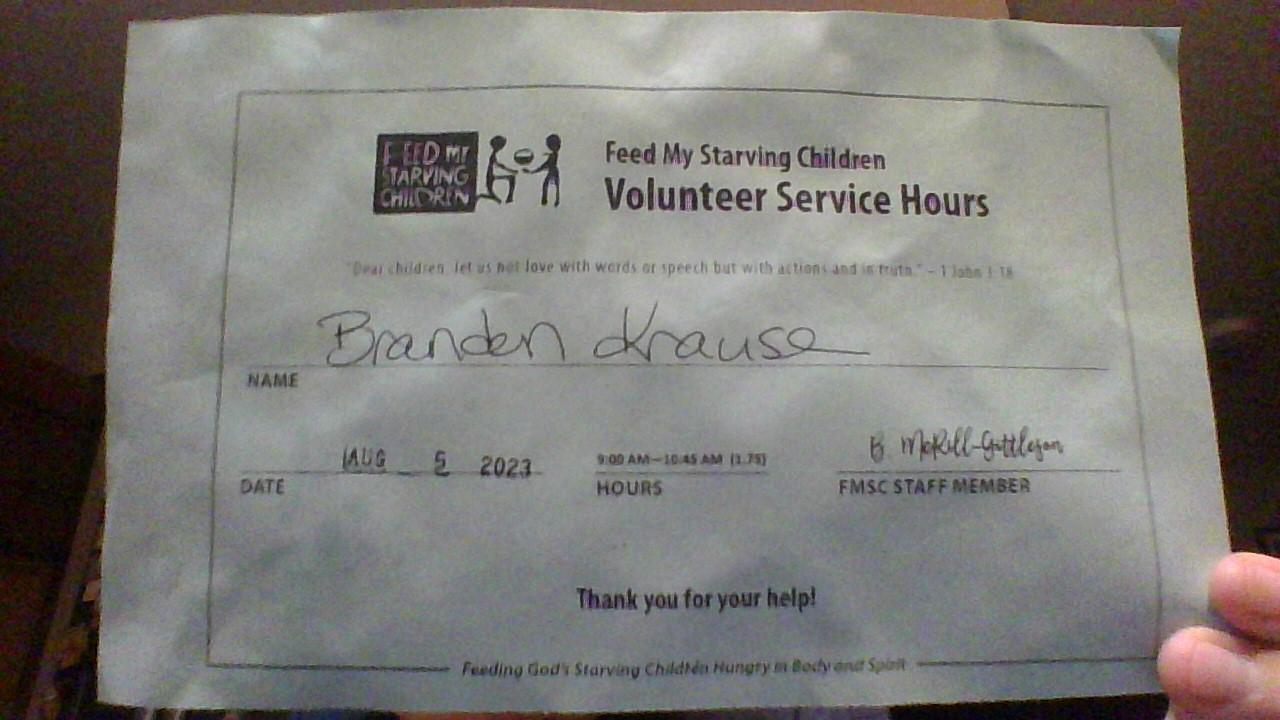 FEED MY
STARVING
CHILDREN
Feed My Starving Children
Volunteer Service Hours
"Dear children, let us not love with words or speech but with actions and in truth." – 1 John 3:18
Branden Krause
NAME
AUG 5 2023
DATE
9:00 AM—10:45 AM (1.75)
HOURS
B. McRill-Gottleson
FMSC STAFF MEMBER
Thank you for your help!
Feeding God's Starving Children Hungry in Body and Spirit